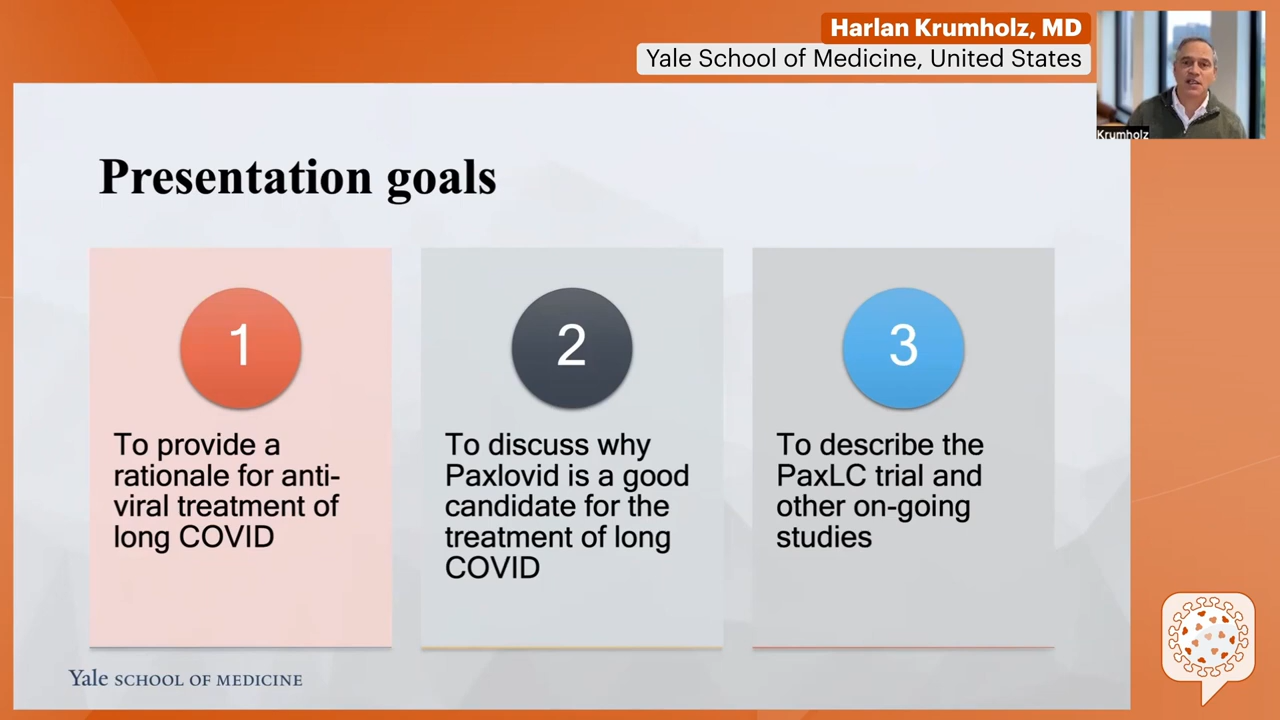 Harlan Krumholz, MD
Yale School of Medicine, United States
Krumholz
Presentation goals
1
To provide a
rationale for anti-
viral treatment of
long COVID
2
To discuss why
Paxlovid is a good
candidate for the
treatment of long
COVID
3
To describe the
PaxLC trial and
other on-going
studies
Yale SCHOOL OF MEDICINE